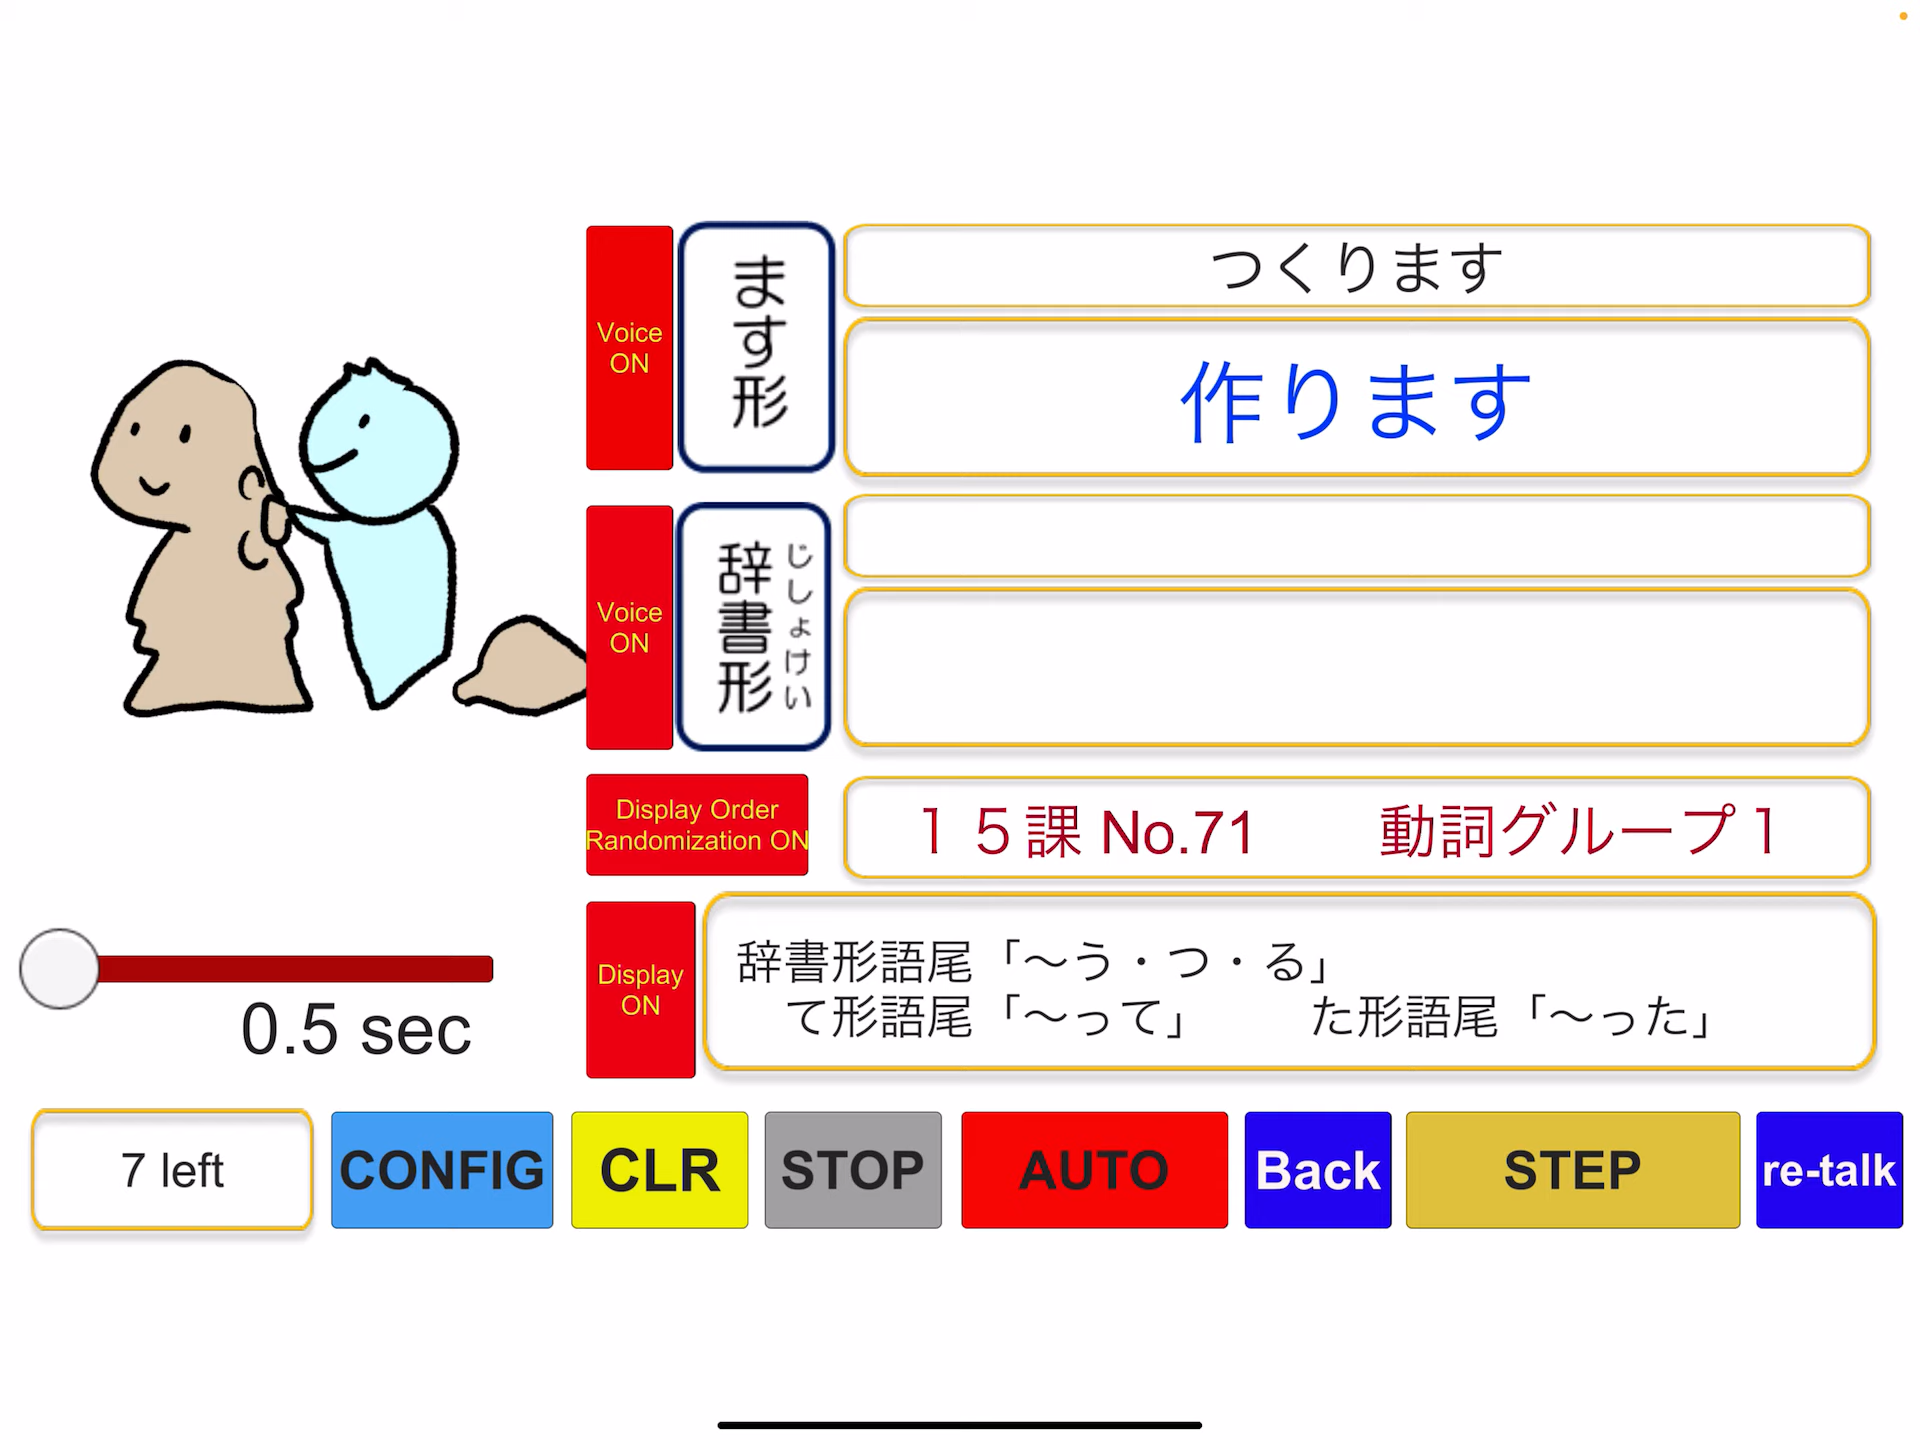 Voice
ON
ます形
つくります
作ります
Voice
ON
辞書形
じしょけい
Display Order
Randomization ON
１５課 No.71 動詞グループ１
Display
ON
辞書形語尾「〜う・つ・る」
て形語尾「〜って」 た形語尾「〜った」
0.5 sec
7 left
CONFIG
CLR
STOP
AUTO
Back
STEP
re-talk